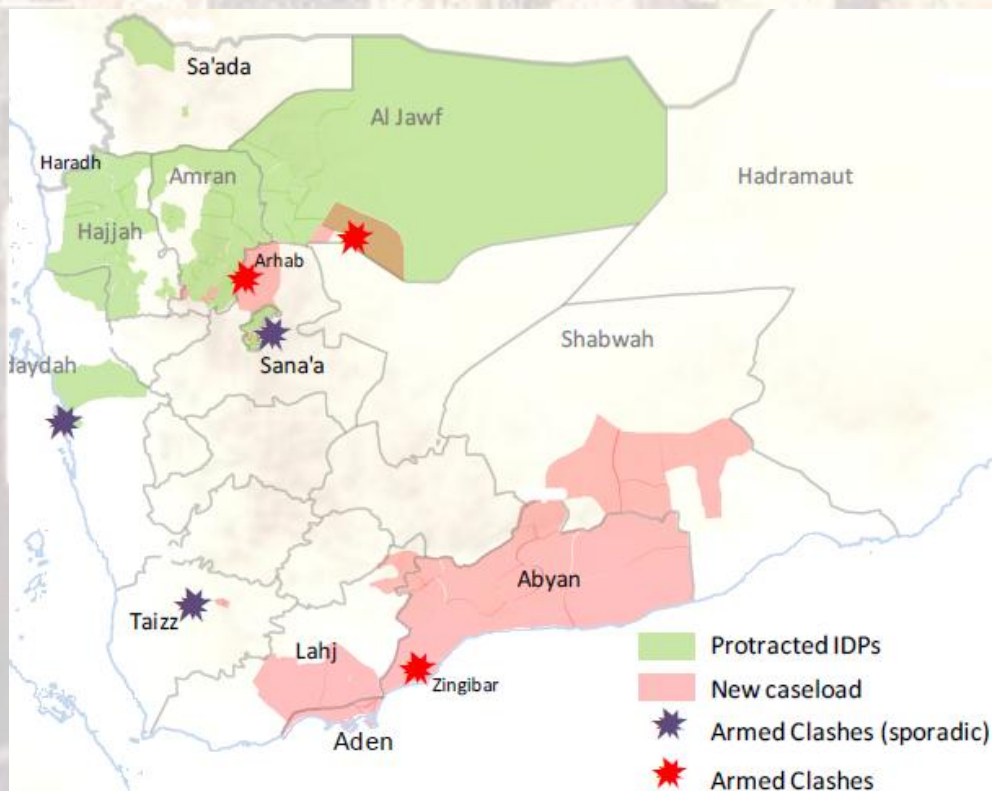 Sa'ada
Al Jawf
Haradh
Amran
Hadramaut
Hajjah
Arhab
Shabwah
Sana'a
daydah
Abyan
Taizz
Lahj
Zingibar
Aden
Protracted IDPs
New caseload
Armed Clashes (sporadic)
Armed Clashes